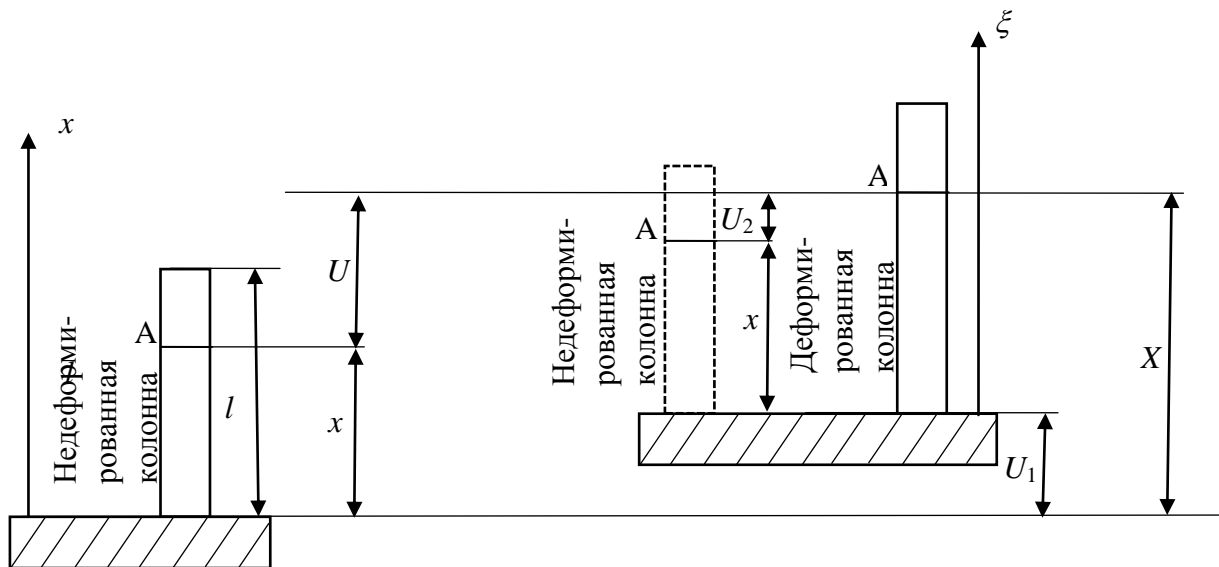 ξ
x
A
A
U₂
U
Недеформи-
рованная
колонна
Деформи-
рованная
колонна
x
X
A
Недеформи-
рованная
колонна
l
x
U₁